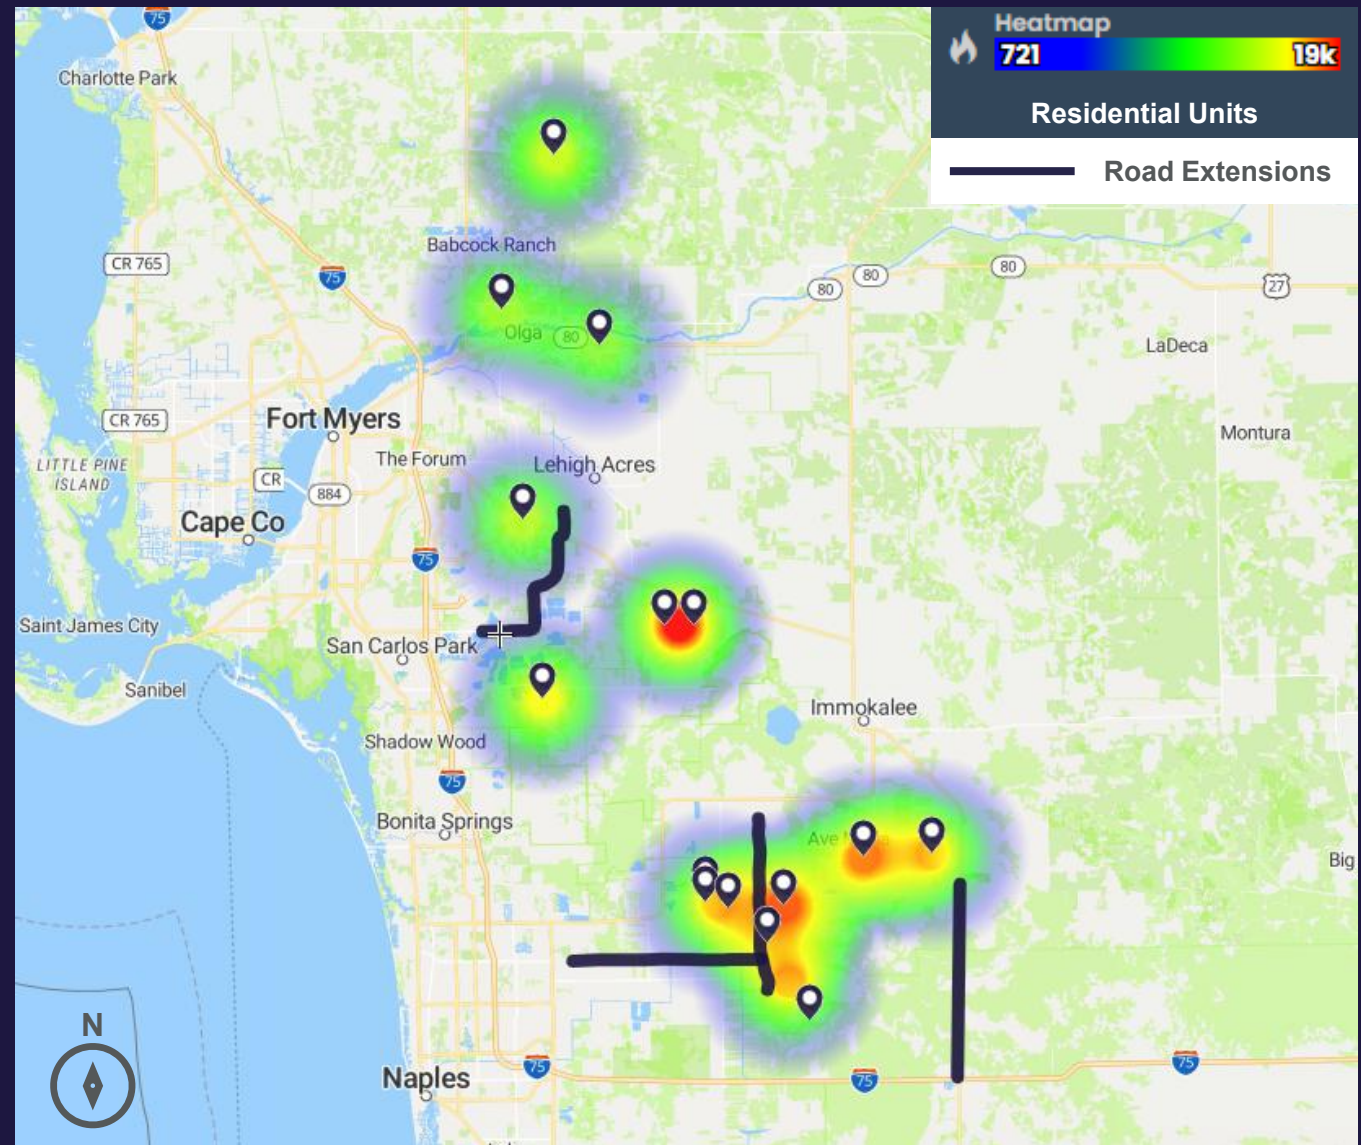 Heatmap
721 19k
Residential Units
Road Extensions
75
Charlotte Park
Babcock Ranch
CR 765
75
80
80
80
27
Olga 80
LaDeca
CR 765
Fort Myers
Montura
The Forum
Lehigh Acres
LITTLE PINE
ISLAND
CR
884
Cape Co
75
Saint James City
San Carlos Park
Sanibel
Immokalee
Shadow Wood
75
Bonita Springs
Ave
Big
N
75
75
75
Naples